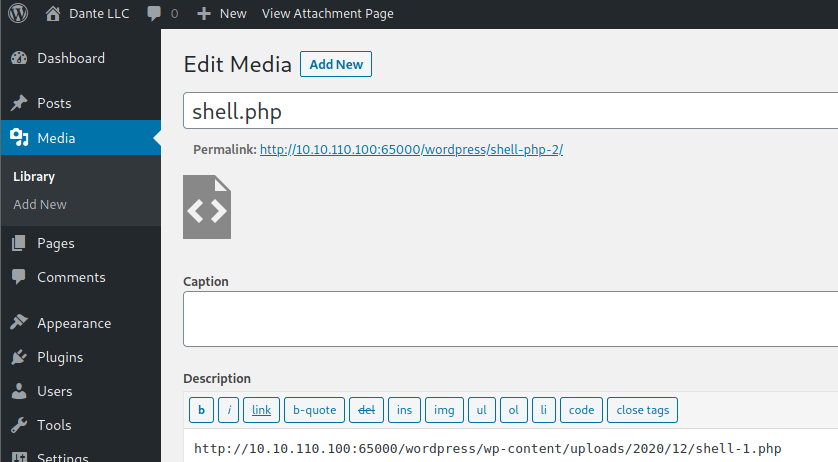 Dante LLC 0 New View Attachment Page
Dashboard
Posts
Media
Library
Add New
Pages
Comments
Appearance
Plugins
Users
Tools
Settings
Edit Media Add New
shell.php
Permalink: http://10.10.110.100:65000/wordpress/shell-php-2/
Caption
Description
b i link b-quote del ins img ul ol li code close tags
http://10.10.110.100:65000/wordpress/wp-content/uploads/2020/12/shell-1.php